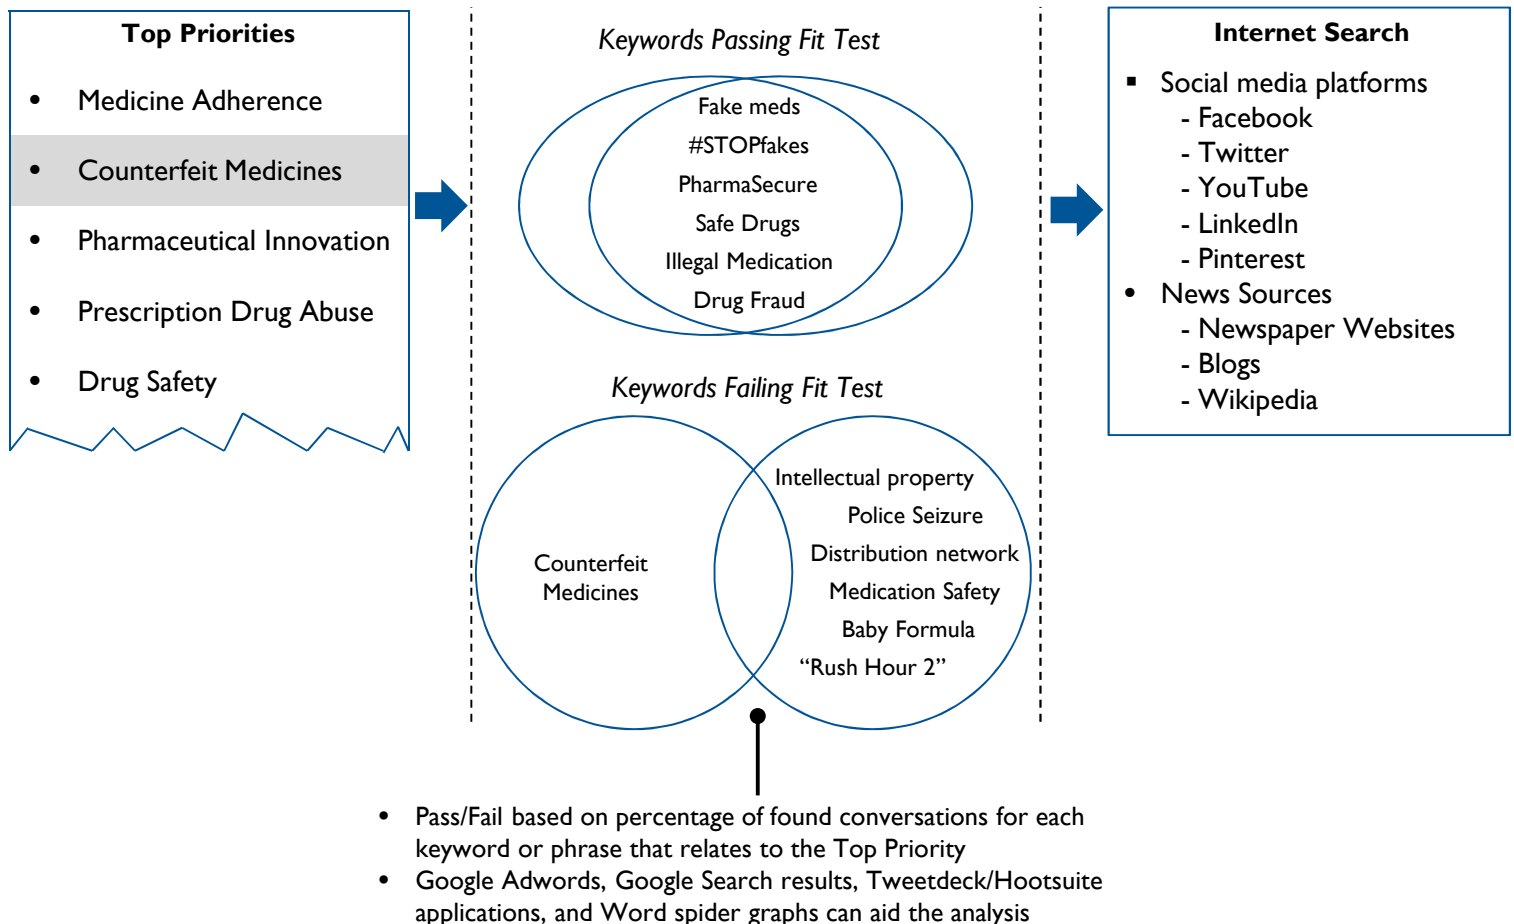 Top Priorities
• Medicine Adherence
• Counterfeit Medicines
• Pharmaceutical Innovation
• Prescription Drug Abuse
• Drug Safety
Keywords Passing Fit Test
Fake meds
#STOPfakes
PharmaSecure
Safe Drugs
Illegal Medication
Drug Fraud
Keywords Failing Fit Test
Counterfeit
Medicines
Intellectual property
Police Seizure
Distribution network
Medication Safety
Baby Formula
“Rush Hour 2”
• Pass/Fail based on percentage of found conversations for each
keyword or phrase that relates to the Top Priority
• Google Adwords, Google Search results, Tweetdeck/Hootsuite
applications, and Word spider graphs can aid the analysis
Internet Search
▪ Social media platforms
- Facebook
- Twitter
- YouTube
- LinkedIn
- Pinterest
• News Sources
- Newspaper Websites
- Blogs
- Wikipedia